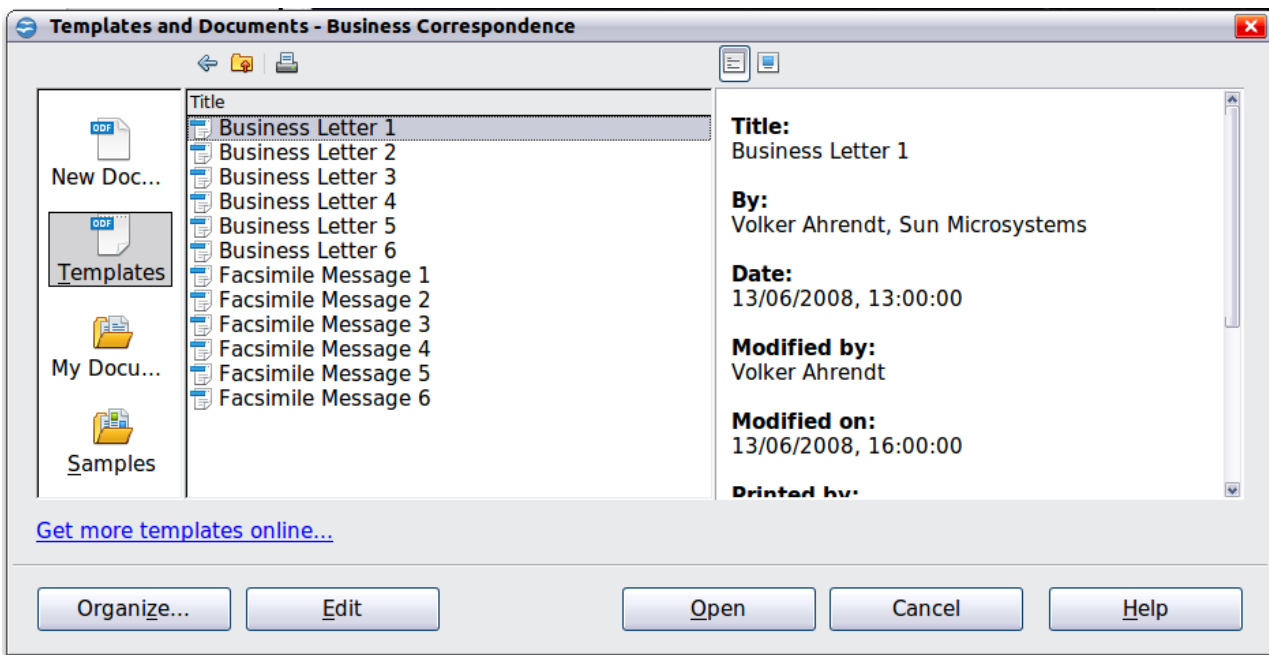 Templates and Documents - Business Correspondence
ODF
New Doc...
ODF
Templates
My Docu...
Samples
Title
Business Letter 1
Business Letter 2
Business Letter 3
Business Letter 4
Business Letter 5
Business Letter 6
Facsimile Message 1
Facsimile Message 2
Facsimile Message 3
Facsimile Message 4
Facsimile Message 5
Facsimile Message 6
Title:
Business Letter 1
By:
Volker Ahrendt, Sun Microsystems
Date:
13/06/2008, 13:00:00
Modified by:
Volker Ahrendt
Modified on:
13/06/2008, 16:00:00
Printed by:
Get more templates online...
Organize...
Edit
Open
Cancel
Help